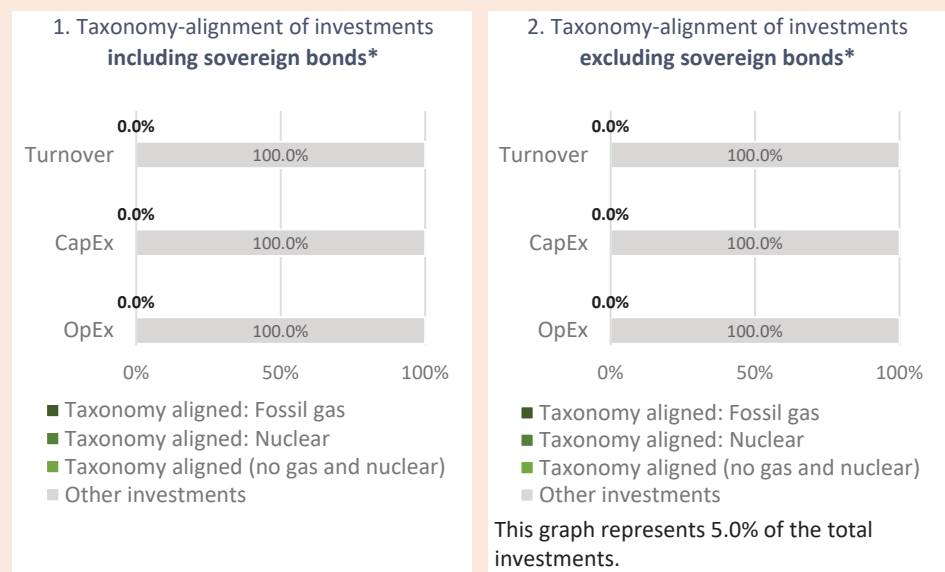 1. Taxonomy-alignment of investments
including sovereign bonds*
0.0%
Turnover
100.0%
0.0%
CapEx
100.0%
0.0%
OpEx
100.0%
0%
50%
100%
■ Taxonomy aligned: Fossil gas
■ Taxonomy aligned: Nuclear
■ Taxonomy aligned (no gas and nuclear)
■ Other investments
2. Taxonomy-alignment of investments
excluding sovereign bonds*
0.0%
Turnover
100.0%
0.0%
CapEx
100.0%
0.0%
OpEx
100.0%
0%
50%
100%
■ Taxonomy aligned: Fossil gas
■ Taxonomy aligned: Nuclear
■ Taxonomy aligned (no gas and nuclear)
■ Other investments
This graph represents 5.0% of the total
investments.